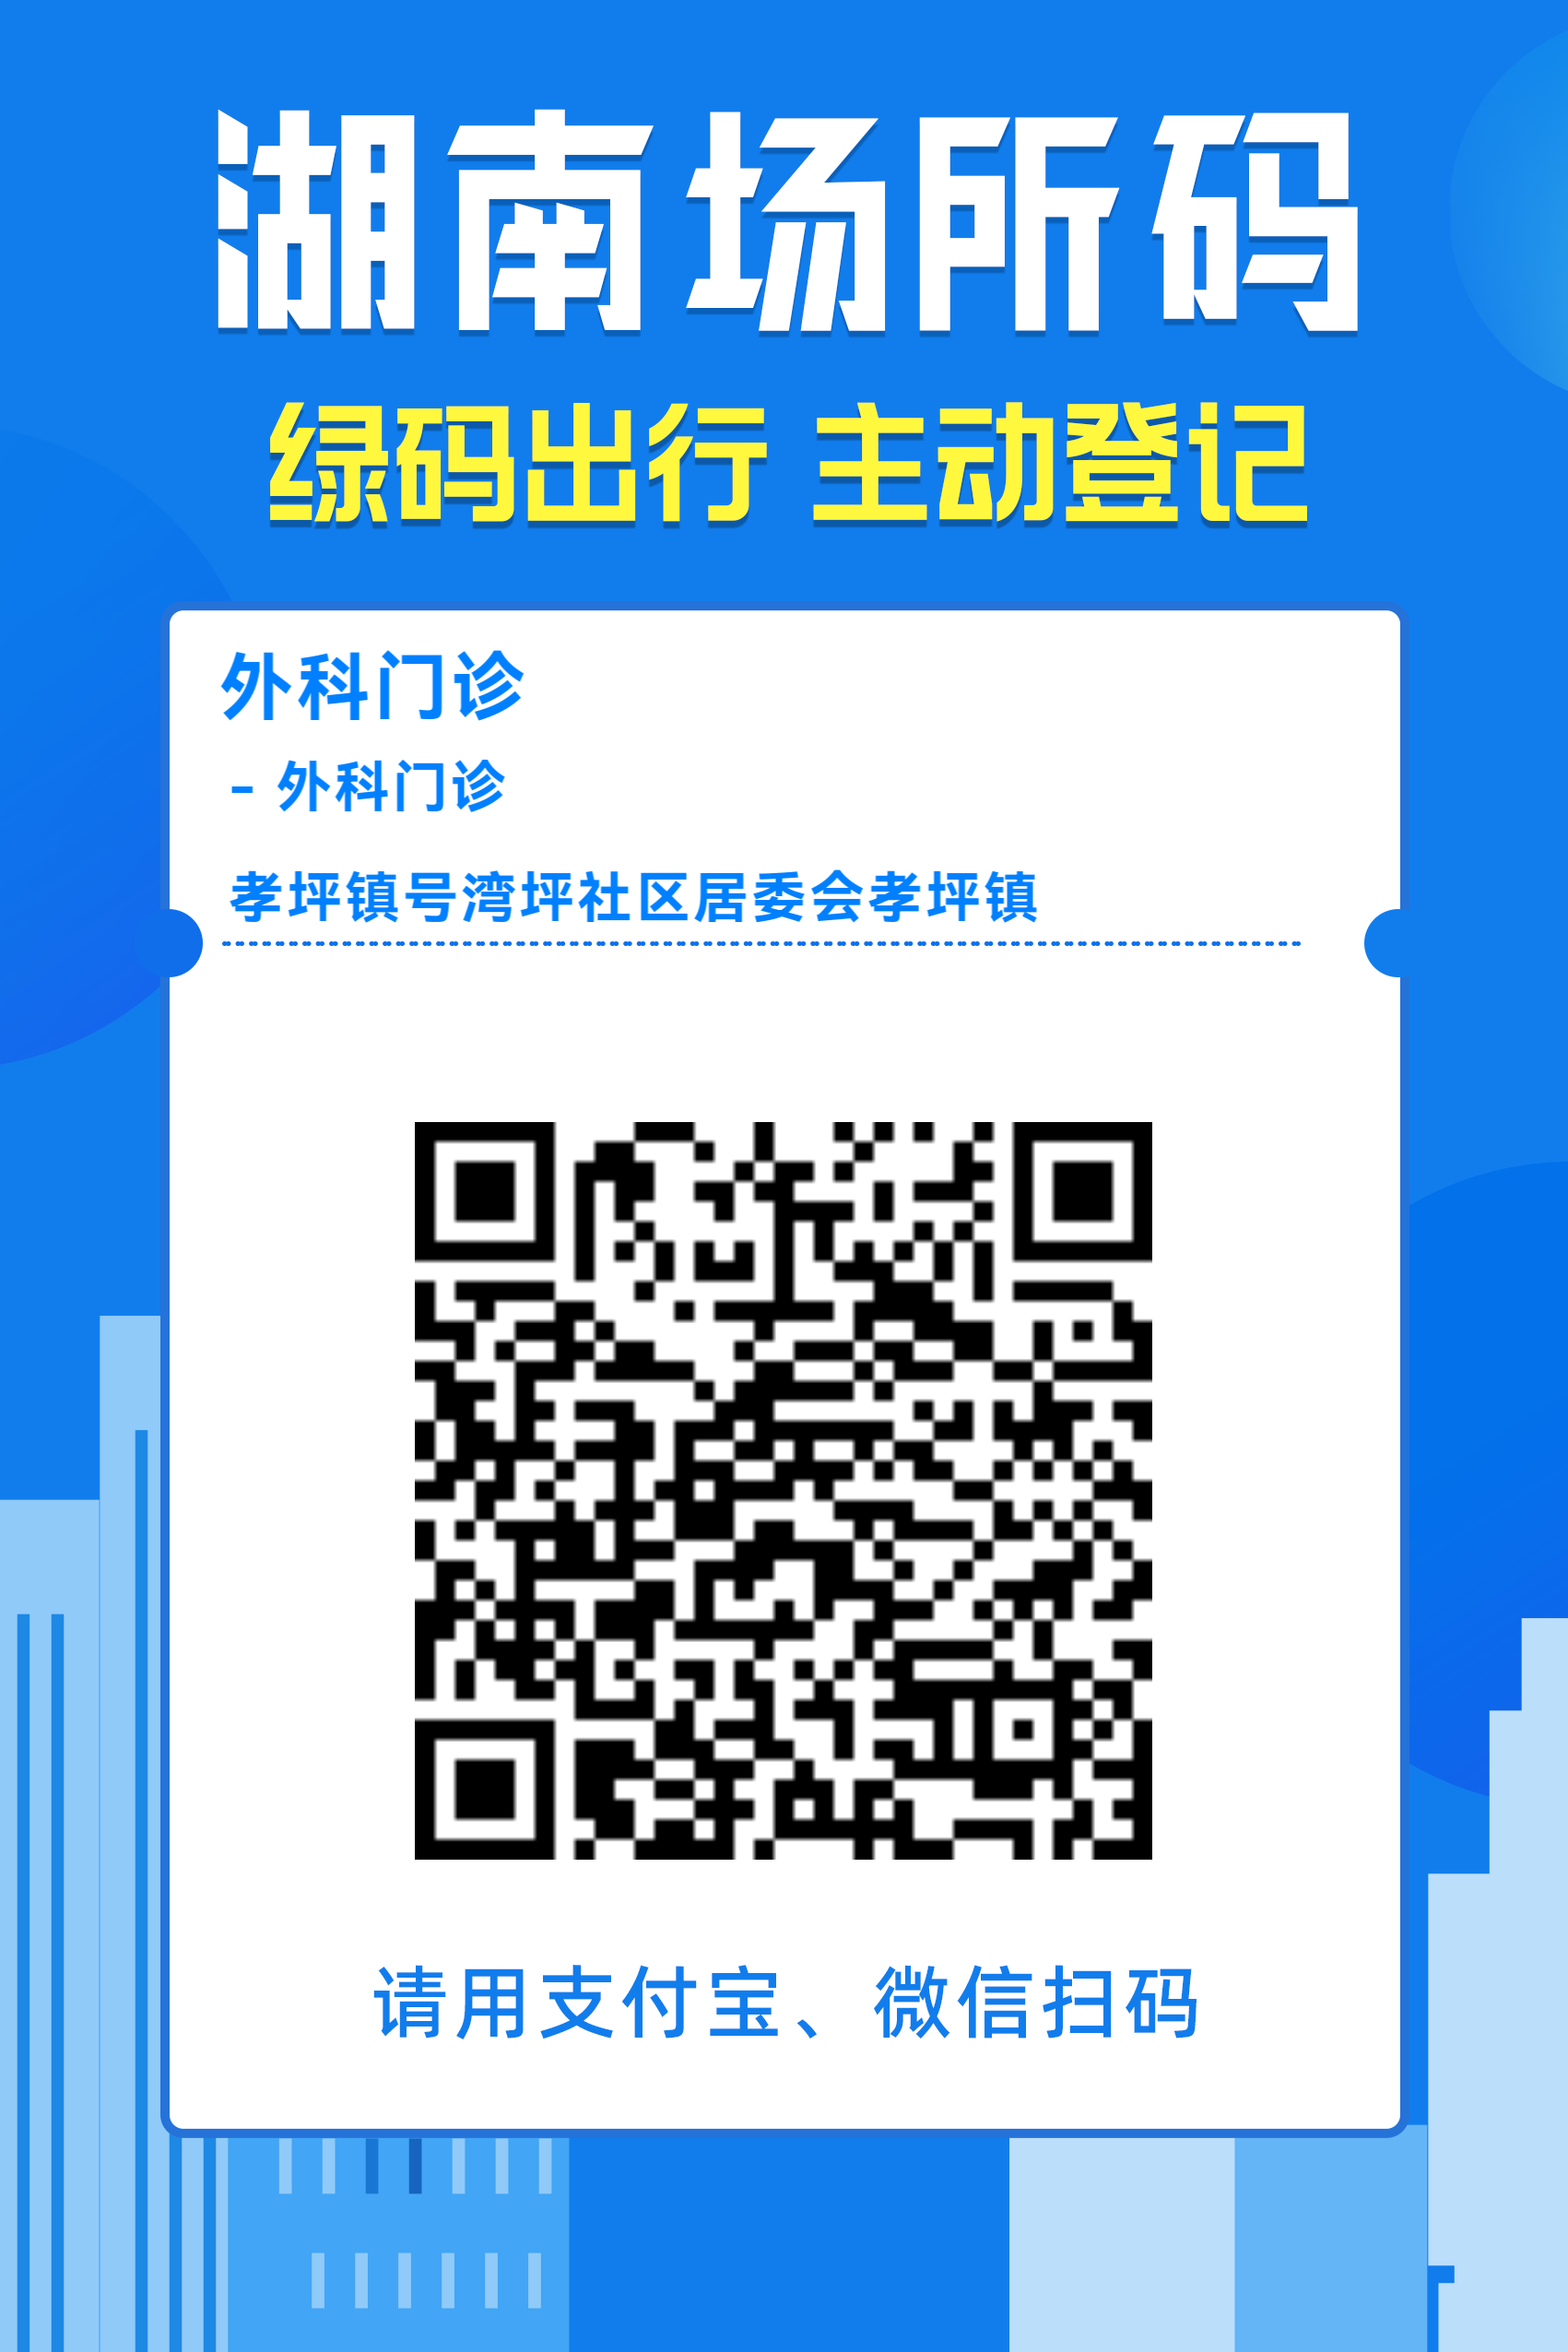 湖南场所码
绿码出行 主动登记
外科门诊
- 外科门诊
孝坪镇号湾坪社区居委会孝坪镇
请用支付宝、微信扫码